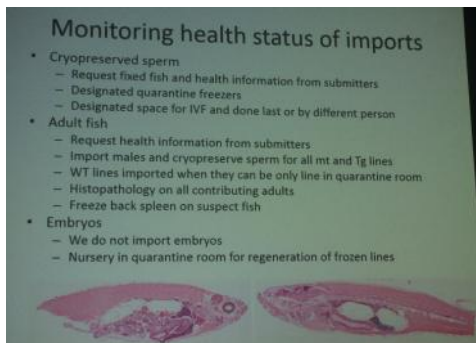 Monitoring health status of imports
• Cryopreserved sperm
– Request fixed fish and health information from submitters
– Designated quarantine freezers
– Designated space for IVF and done last or by different person
• Adult fish
– Request health information from submitters
– Import males and cryopreserve sperm for all mt and Tg lines
– WT lines imported when they can be only line in quarantine room
– Histopathology on all contributing adults
– Freeze back spleen on suspect fish
• Embryos
– We do not import embryos
– Nursery in quarantine room for regeneration of frozen lines